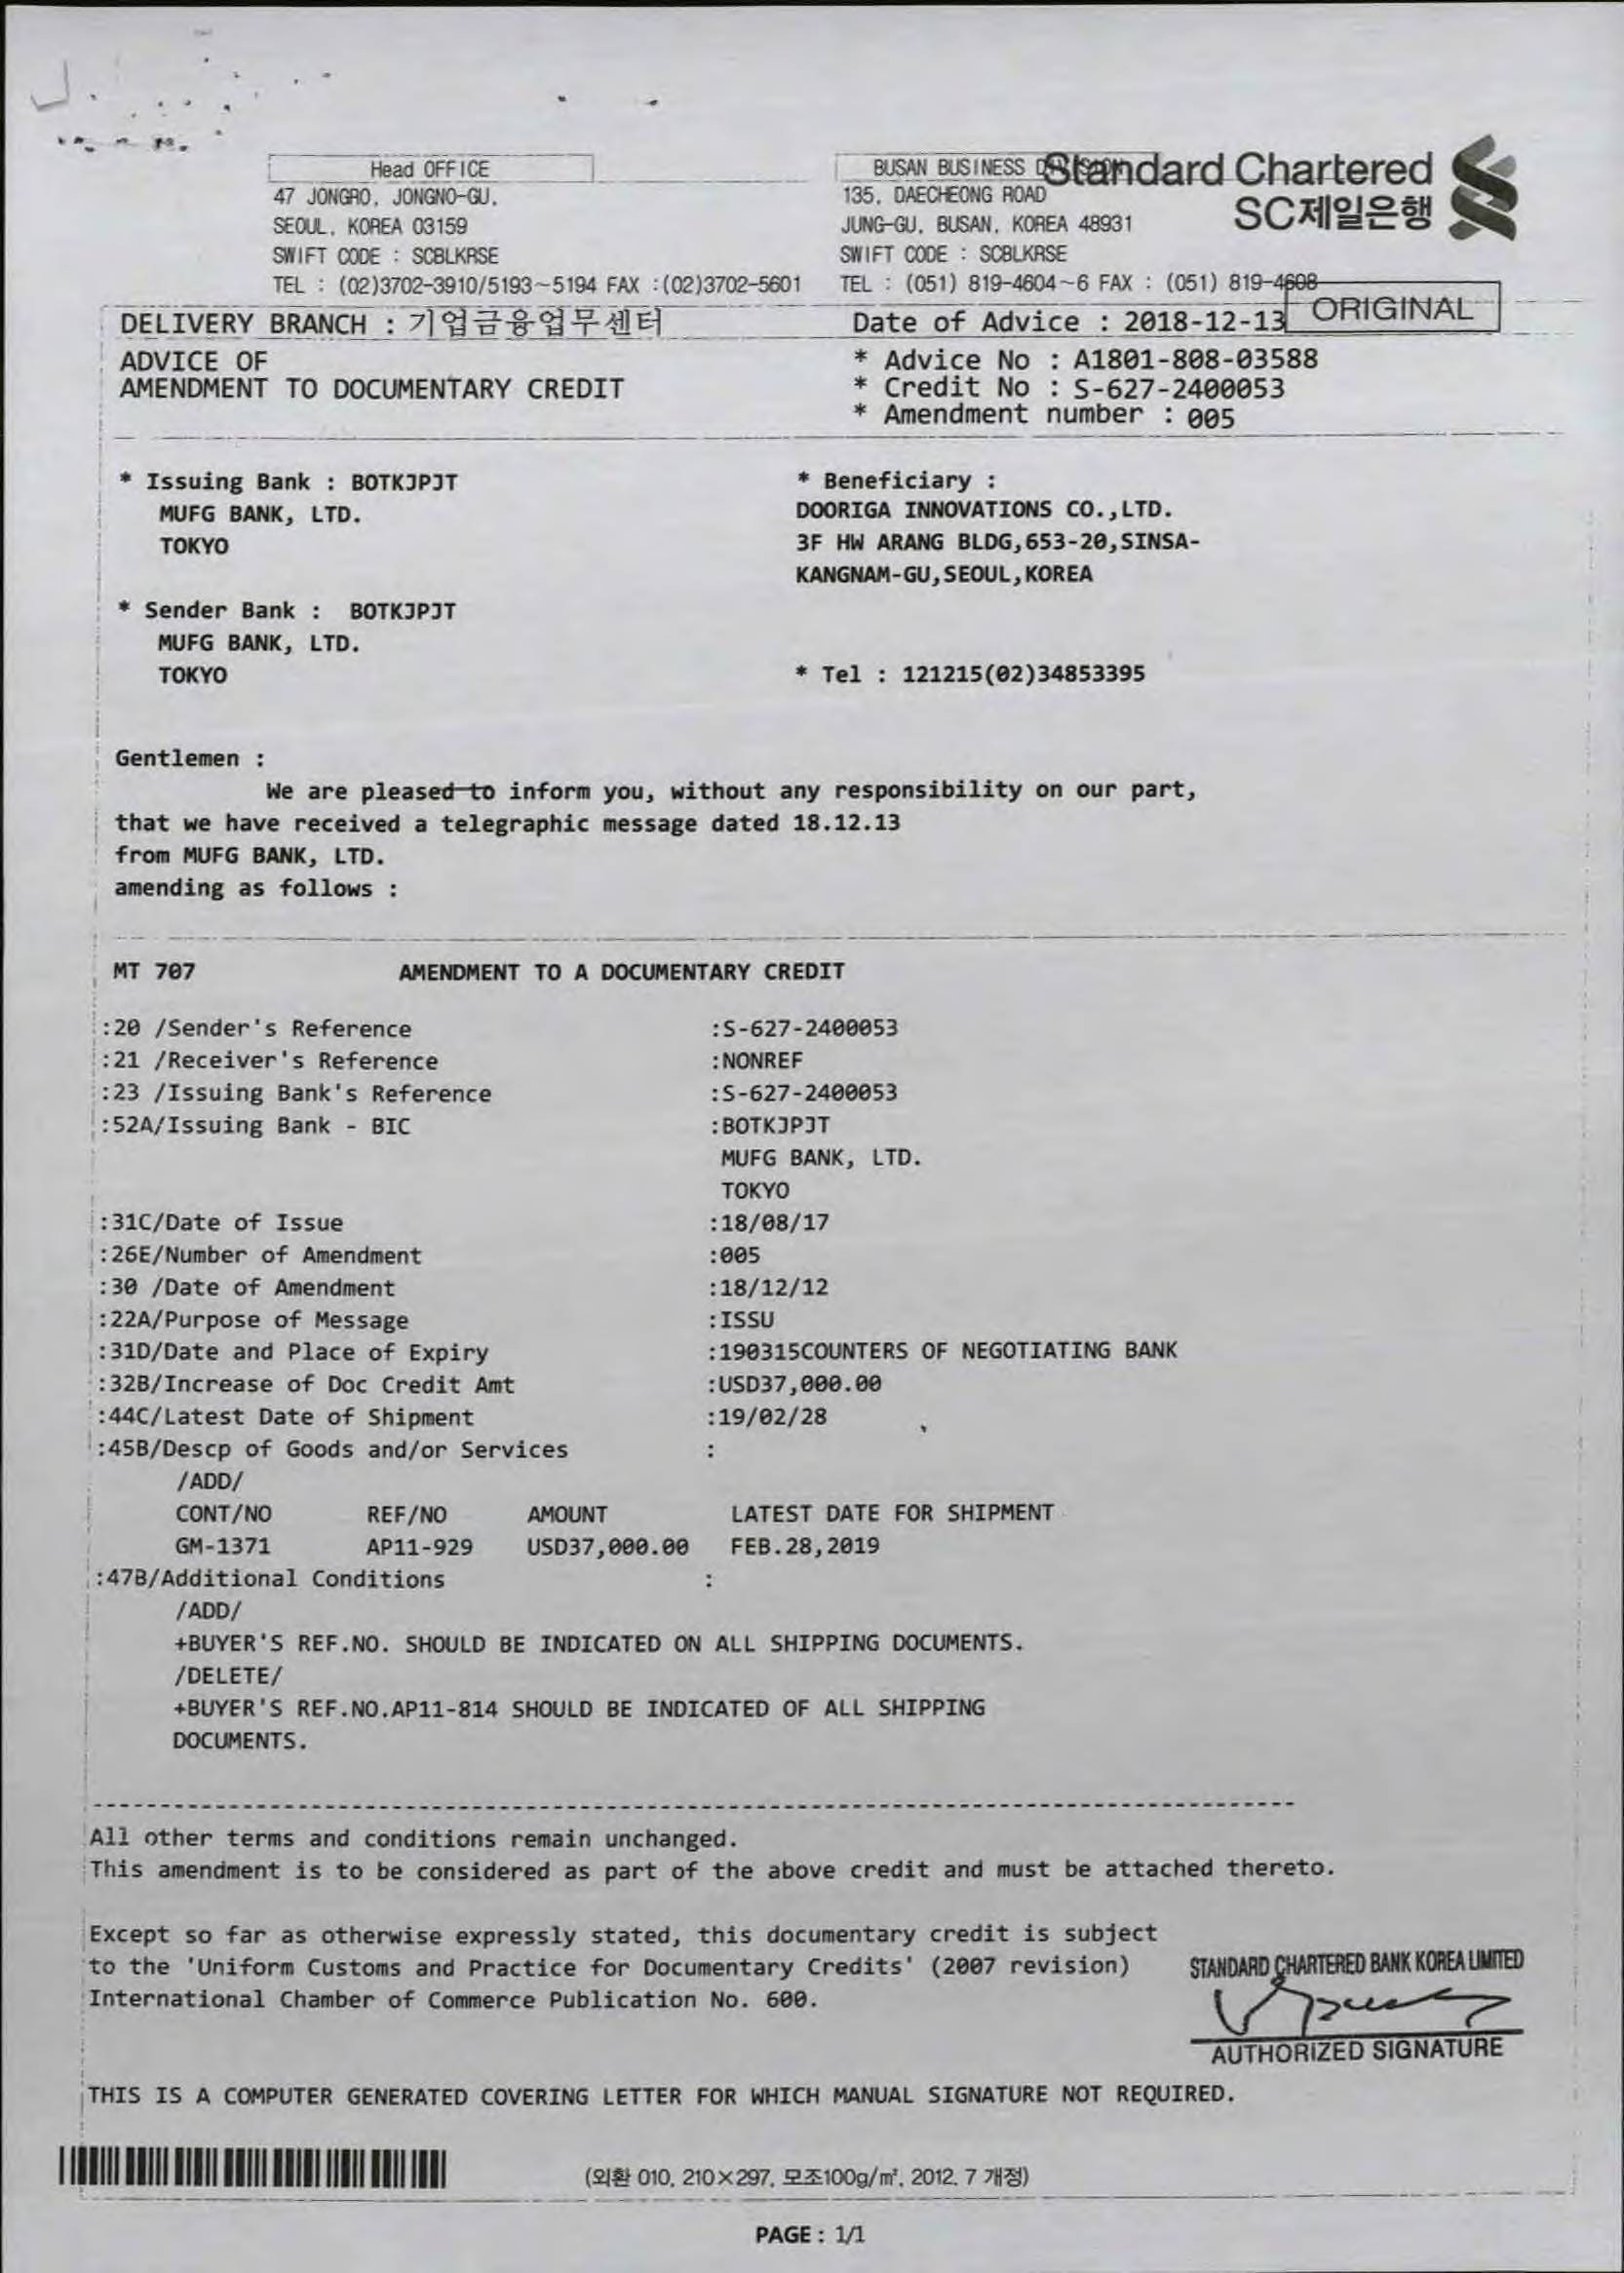 Head OFFICE
47 JONGRO, JONGNO-GU,
SEOUL, KOREA 03159
SWIFT CODE : SCBLKRSE
TEL : (02)3702-3910/5193~5194 FAX :(02)3702-5601
BUSAN BUSINESS
135, DAECHEONG ROAD
JUNG-GU, BUSAN, KOREA 48931
SWIFT CODE : SCBLKRSE
TEL : (051) 819-4604~6 FAX : (051) 819-4608
Standard Chartered
SC제일은행
ORIGINAL
DELIVERY BRANCH : 기업금융업무센터
Date of Advice : 2018-12-13
ADVICE OF
AMENDMENT TO DOCUMENTARY CREDIT
* Advice No : A1801-808-03588
* Credit No : S-627-2400053
* Amendment number : 005
* Issuing Bank : BOTKJPJT
MUFG BANK, LTD.
TOKYO
* Beneficiary :
DOORIGA INNOVATIONS CO.,LTD.
3F HW ARANG BLDG,653-20,SINSA-
KANGNAM-GU,SEOUL,KOREA
* Sender Bank : BOTKJPJT
MUFG BANK, LTD.
TOKYO
* Tel : 121215(02)34853395
Gentlemen :
We are pleased to inform you, without any responsibility on our part,
that we have received a telegraphic message dated 18.12.13
from MUFG BANK, LTD.
amending as follows :
MT 707 AMENDMENT TO A DOCUMENTARY CREDIT
:20 /Sender's Reference :S-627-2400053
:21 /Receiver's Reference :NONREF
:23 /Issuing Bank's Reference :S-627-2400053
:52A/Issuing Bank - BIC :BOTKJPJT
MUFG BANK, LTD.
TOKYO
:31C/Date of Issue :18/08/17
:26E/Number of Amendment :005
:30 /Date of Amendment :18/12/12
:22A/Purpose of Message :ISSU
:31D/Date and Place of Expiry :190315COUNTERS OF NEGOTIATING BANK
:32B/Increase of Doc Credit Amt :USD37,000.00
:44C/Latest Date of Shipment :19/02/28
:45B/Descp of Goods and/or Services :
/ADD/
CONT/NO REF/NO AMOUNT LATEST DATE FOR SHIPMENT
GM-1371 AP11-929 USD37,000.00 FEB.28,2019
:47B/Additional Conditions :
/ADD/
+BUYER'S REF.NO. SHOULD BE INDICATED ON ALL SHIPPING DOCUMENTS.
/DELETE/
+BUYER'S REF.NO.AP11-814 SHOULD BE INDICATED OF ALL SHIPPING
DOCUMENTS.
All other terms and conditions remain unchanged.
This amendment is to be considered as part of the above credit and must be attached thereto.
Except so far as otherwise expressly stated, this documentary credit is subject
to the 'Uniform Customs and Practice for Documentary Credits' (2007 revision)
International Chamber of Commerce Publication No. 600.
STANDARD CHARTERED BANK KOREA LIMITED
AUTHORIZED SIGNATURE
THIS IS A COMPUTER GENERATED COVERING LETTER FOR WHICH MANUAL SIGNATURE NOT REQUIRED.
(외환 010, 210×297, 모조100g/㎡, 2012. 7 개정)
PAGE : 1/1